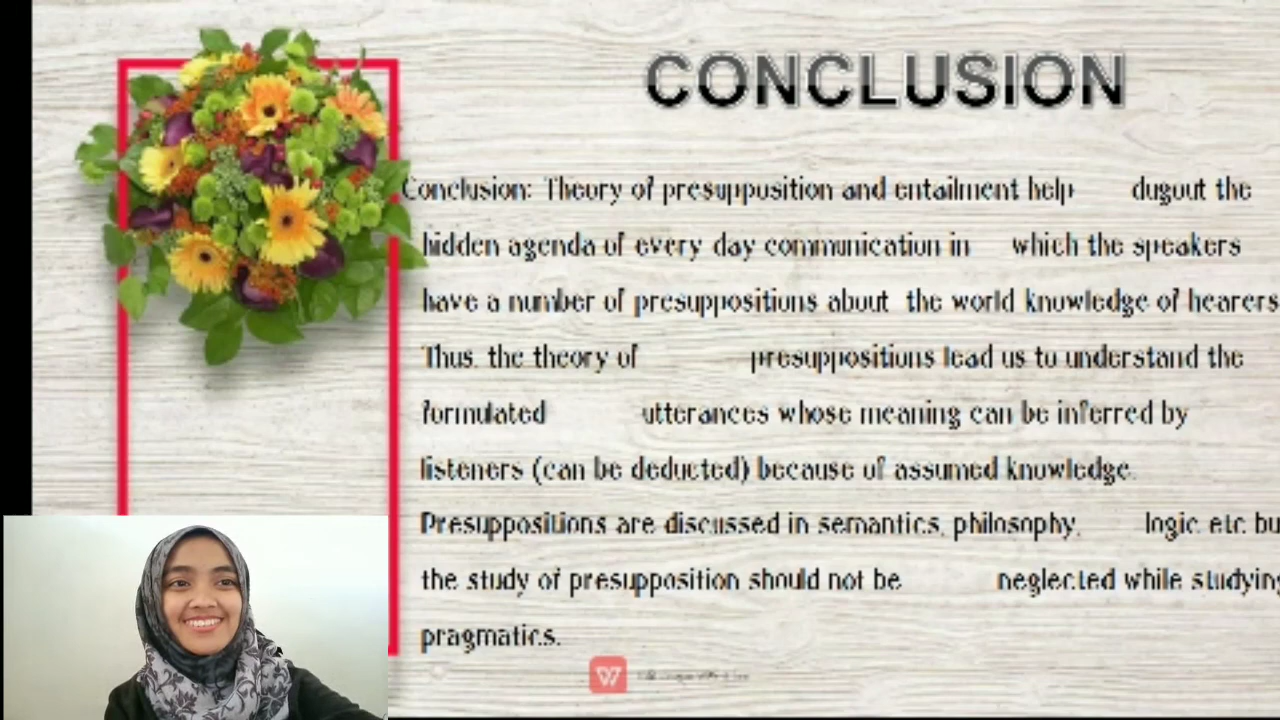 CONCLUSION
Conclusion: Theory of presupposition and entailment help dugout the
hidden agenda of every day communication in which the speakers
have a number of presuppositions about the world knowledge of hearers
Thus, the theory of presuppositions lead us to understand the
formulated utterances whose meaning can be inferred by
listeners (can be deducted) because of assumed knowledge.
Presuppositions are discussed in semantics, philosophy, logic etc bu
the study of presupposition should not be neglected while studying
pragmatics.